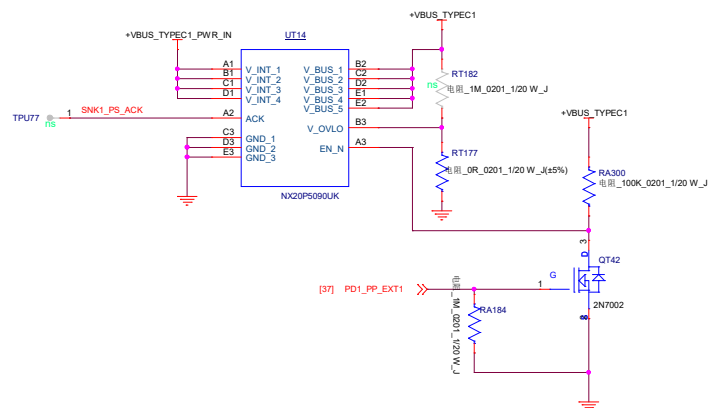 +VBUS_TYPEC1
+VBUS_TYPEC1_PWR_IN
UT14
A1 V_INT_1 V_BUS_1 B2
B1 V_INT_2 V_BUS_2 C2
C1 V_INT_3 V_BUS_3 D2
D1 V_INT_4 V_BUS_4 E1
V_BUS_5 E2
ns RT182
电阻_1M_0201_1/20 W_J
TPU77 1 SNK1_PS_ACK A2 ACK
ns
V_OVLO B3
C3 GND_1 EN_N A3
D3 GND_2
E3 GND_3
NX20P5090UK
RT177
电阻_0R_0201_1/20 W_J(±5%)
+VBUS_TYPEC1
RA300
电阻_100K_0201_1/20 W_J
3
D
QT42
G
1
2N7002
[37] PD1_PP_EXT1
RA184
电阻_1M_0201_1/20 W_J